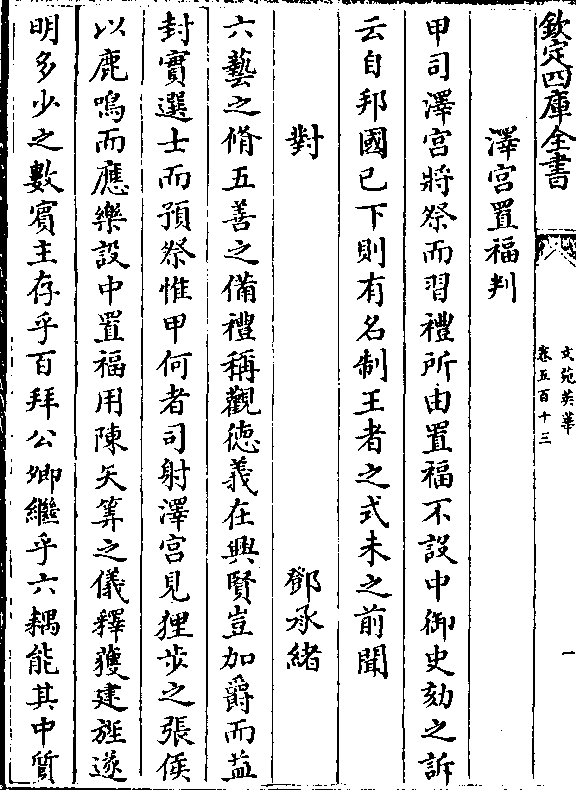 欽定四庫全書
文苑英華
卷五百十三
一
澤宮置福判
甲司澤宮將祭而習禮所由置福不設中御史劾之訴
云自邦國已下則有名制王者之式未之前聞
對
鄧承緒
六藝之脩五善之備禮稱觀德義在興賢豈加爵而益
封實選士而預祭惟甲何者司射澤宮見狸步之張侯
以鹿鳴而應樂設中置福用陳矢筭之儀釋獲建旌遂
明多少之數賓主存乎百拜公卿繼乎六耦能其中質